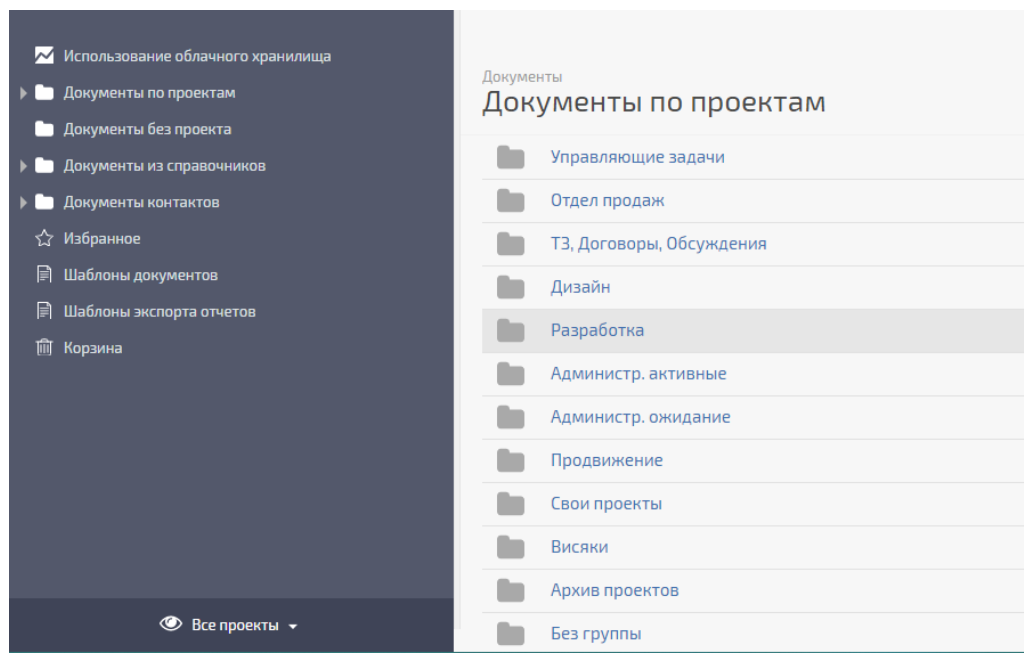 Использование облачного хранилища
Документы по проектам
Документы без проекта
Документы из справочников
Документы контактов
Избранное
Шаблоны документов
Шаблоны экспорта отчетов
Корзина
Все проекты
Документы
Документы по проектам
Управляющие задачи
Отдел продаж
ТЗ, Договоры, Обсуждения
Дизайн
Разработка
Администр. активные
Администр. ожидание
Продвижение
Свои проекты
Висяки
Архив проектов
Без группы